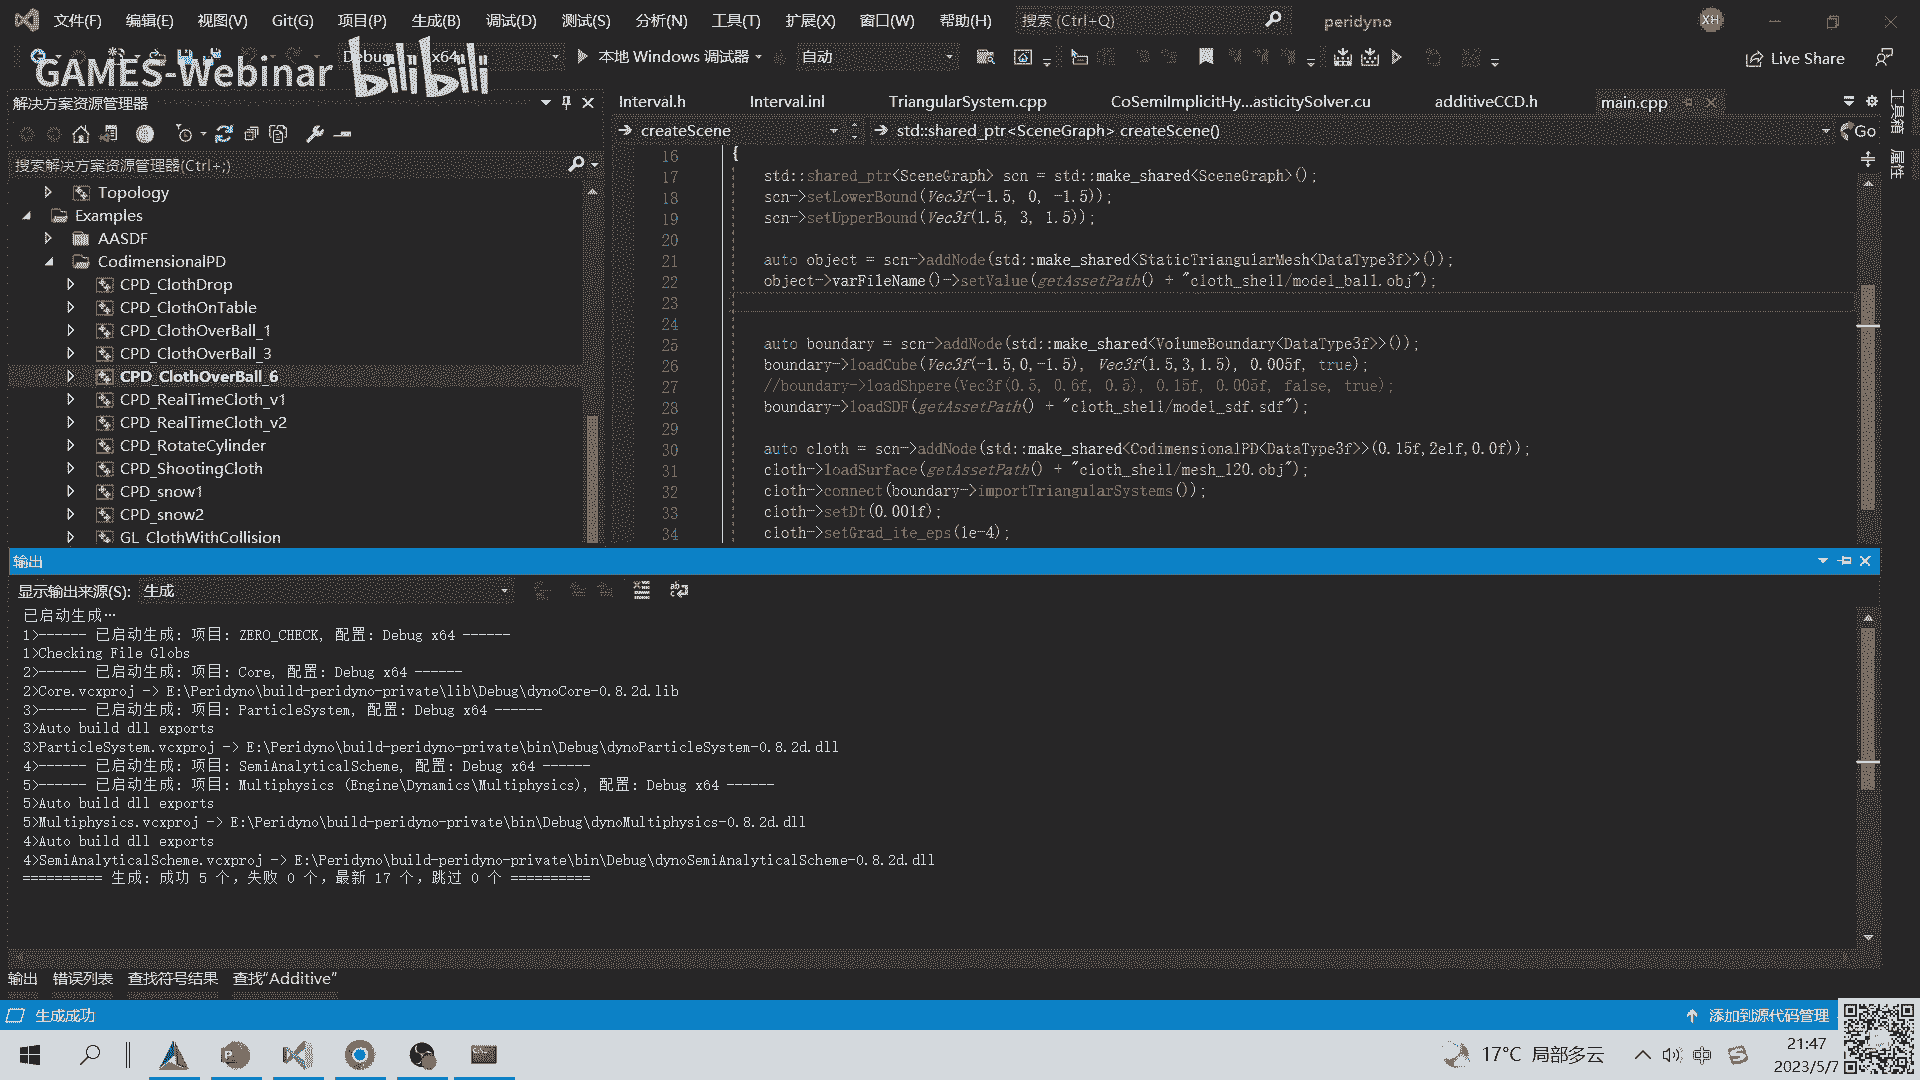 文件(F) 编辑(E) 视图(V) Git(G) 项目(P) 生成(B) 调试(D) 测试(S) 分析(N) 工具(T) 扩展(X) 窗口(W) 帮助(H) 搜索 (Ctrl+Q) peridyno XH
Debug x64 本地 Windows 调试器 自动 Live Share
GAMES-Webinar bilibili
解决方案资源管理器
Interval.h Interval.inl TriangularSystem.cpp CoSemiImplicitHy...asticitySolver.cu additiveCCD.h main.cpp
工具箱
属性
createScene std::shared_ptr<SceneGraph> createScene() Go
搜索解决方案资源管理器(Ctrl+;)
Topology
Examples
AASDF
CodimensionalPD
CPD_ClothDrop
CPD_ClothOnTable
CPD_ClothOverBall_1
CPD_ClothOverBall_3
CPD_ClothOverBall_6
CPD_RealTimeCloth_v1
CPD_RealTimeCloth_v2
CPD_RotateCylinder
CPD_ShootingCloth
CPD_snow1
CPD_snow2
GL_ClothWithCollision
16 {
17 std::shared_ptr<SceneGraph> scn = std::make_shared<SceneGraph>();
18 scn->setLowerBound(Vec3f(-1.5, 0, -1.5));
19 scn->setUpperBound(Vec3f(1.5, 3, 1.5));
20
21 auto object = scn->addNode(std::make_shared<StaticTriangularMesh<DataType3f>>());
22 object->varFileName()->setValue(getAssetPath() + "cloth_shell/model_ball.obj");
23
24
25 auto boundary = scn->addNode(std::make_shared<VolumeBoundary<DataType3f>>());
26 boundary->loadCube(Vec3f(-1.5,0,-1.5), Vec3f(1.5,3,1.5), 0.005f, true);
27 //boundary->loadShpere(Vec3f(0.5, 0.6f, 0.5), 0.15f, 0.005f, false, true);
28 boundary->loadSDF(getAssetPath() + "cloth_shell/model_sdf.sdf");
29
30 auto cloth = scn->addNode(std::make_shared<CodimensionalPD<DataType3f>>(0.15f,2e1f,0.0f));
31 cloth->loadSurface(getAssetPath() + "cloth_shell/mesh_120.obj");
32 cloth->connect(boundary->importTriangularSystems());
33 cloth->setDt(0.001f);
34 cloth->setGrad_ite_eps(1e-4);
输出
显示输出来源(S): 生成
已启动生成…
1>------ 已启动生成: 项目: ZERO_CHECK, 配置: Debug x64 ------
1>Checking File Globs
2>------ 已启动生成: 项目: Core, 配置: Debug x64 ------
2>Core.vcxproj -> E:\Peridyno\build-peridyno-private\lib\Debug\dynoCore-0.8.2d.lib
3>------ 已启动生成: 项目: ParticleSystem, 配置: Debug x64 ------
3>Auto build dll exports
3>ParticleSystem.vcxproj -> E:\Peridyno\build-peridyno-private\bin\Debug\dynoParticleSystem-0.8.2d.dll
4>------ 已启动生成: 项目: SemiAnalyticalScheme, 配置: Debug x64 ------
5>------ 已启动生成: 项目: Multiphysics (Engine\Dynamics\Multiphysics), 配置: Debug x64 ------
5>Auto build dll exports
5>Multiphysics.vcxproj -> E:\Peridyno\build-peridyno-private\bin\Debug\dynoMultiphysics-0.8.2d.dll
4>Auto build dll exports
4>SemiAnalyticalScheme.vcxproj -> E:\Peridyno\build-peridyno-private\bin\Debug\dynoSemiAnalyticalScheme-0.8.2d.dll
========== 生成: 成功 5 个，失败 0 个，最新 17 个，跳过 0 个 ==========
输出 错误列表 查找符号结果 查找"Additive"
生成成功 添加到源代码管理
17°C 局部多云 中 21:47
2023/5/7